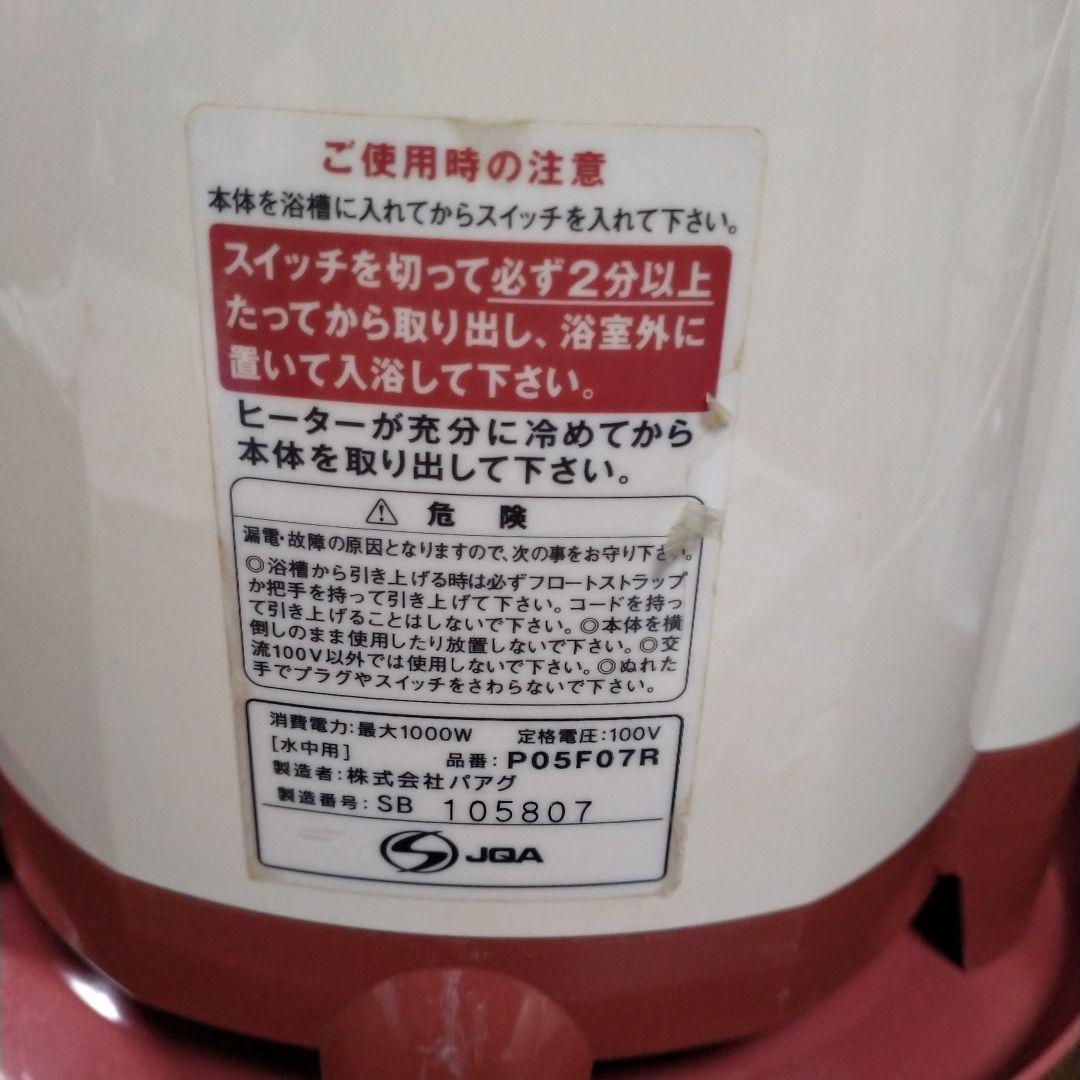 ご使用時の注意
本体を浴槽に入れてからスイッチを入れて下さい。
スイッチを切って必ず2分以上
たってから取り出し、浴室外に
置いて入浴して下さい。
ヒーターが充分に冷めてから
本体を取り出して下さい。
⚠ 危 険
漏電・故障の原因となりますので、次の事をお守り下さい。
◎浴槽から引き上げる時は必ずフロートストラップ
か把手を持って引き上げて下さい。コードを持っ
て引き上げることはしないで下さい。◎本体を横
倒しのまま使用したり放置しないで下さい。◎交
流100V以外では使用しないで下さい。◎ぬれた
手でプラグやスイッチをさわらないで下さい。
消費電力:最大1000W 定格電圧:100V
[水中用] 品番:P05F07R
製造者:株式会社パアグ
製造番号:SB 105807
JQA